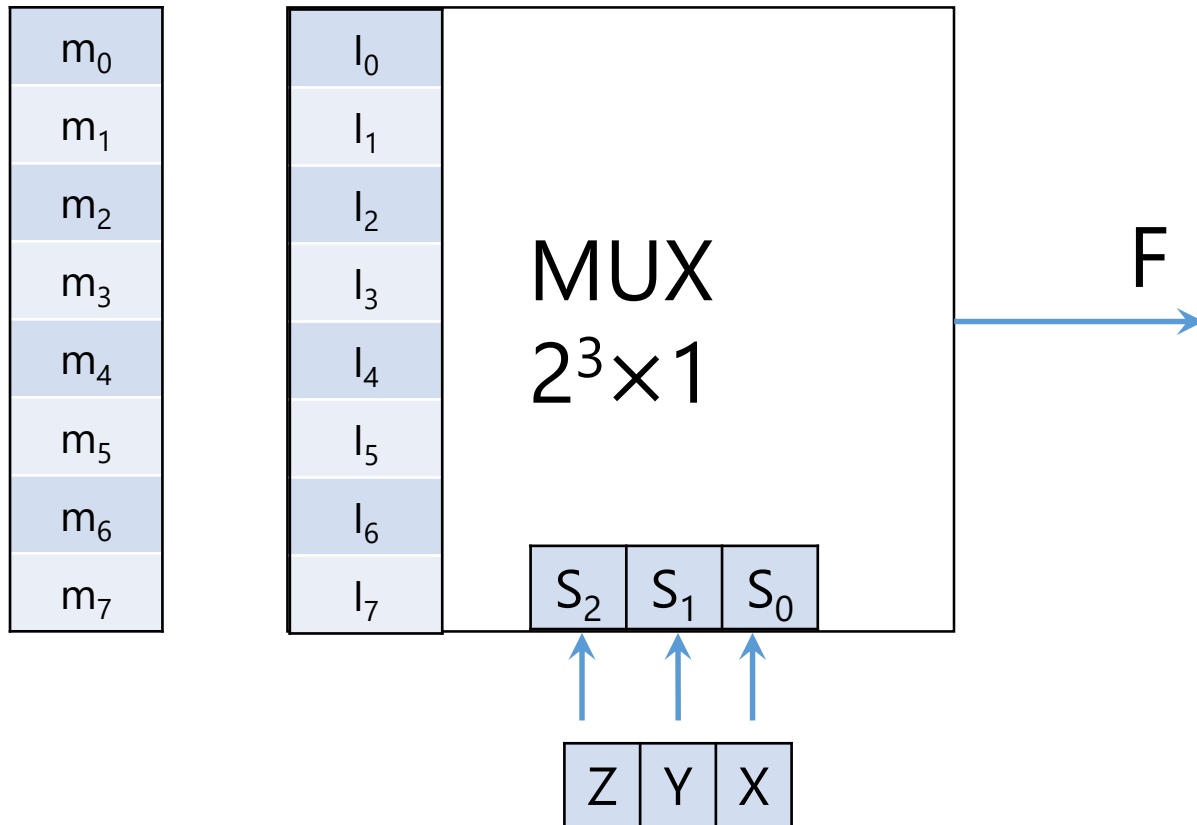 m₀
m₁
m₂
m₃
m₄
m₅
m₆
m₇
I₀
I₁
I₂
I₃
I₄
I₅
I₆
I₇
MUX
2³×1
F
S₂ S₁ S₀
Z Y X